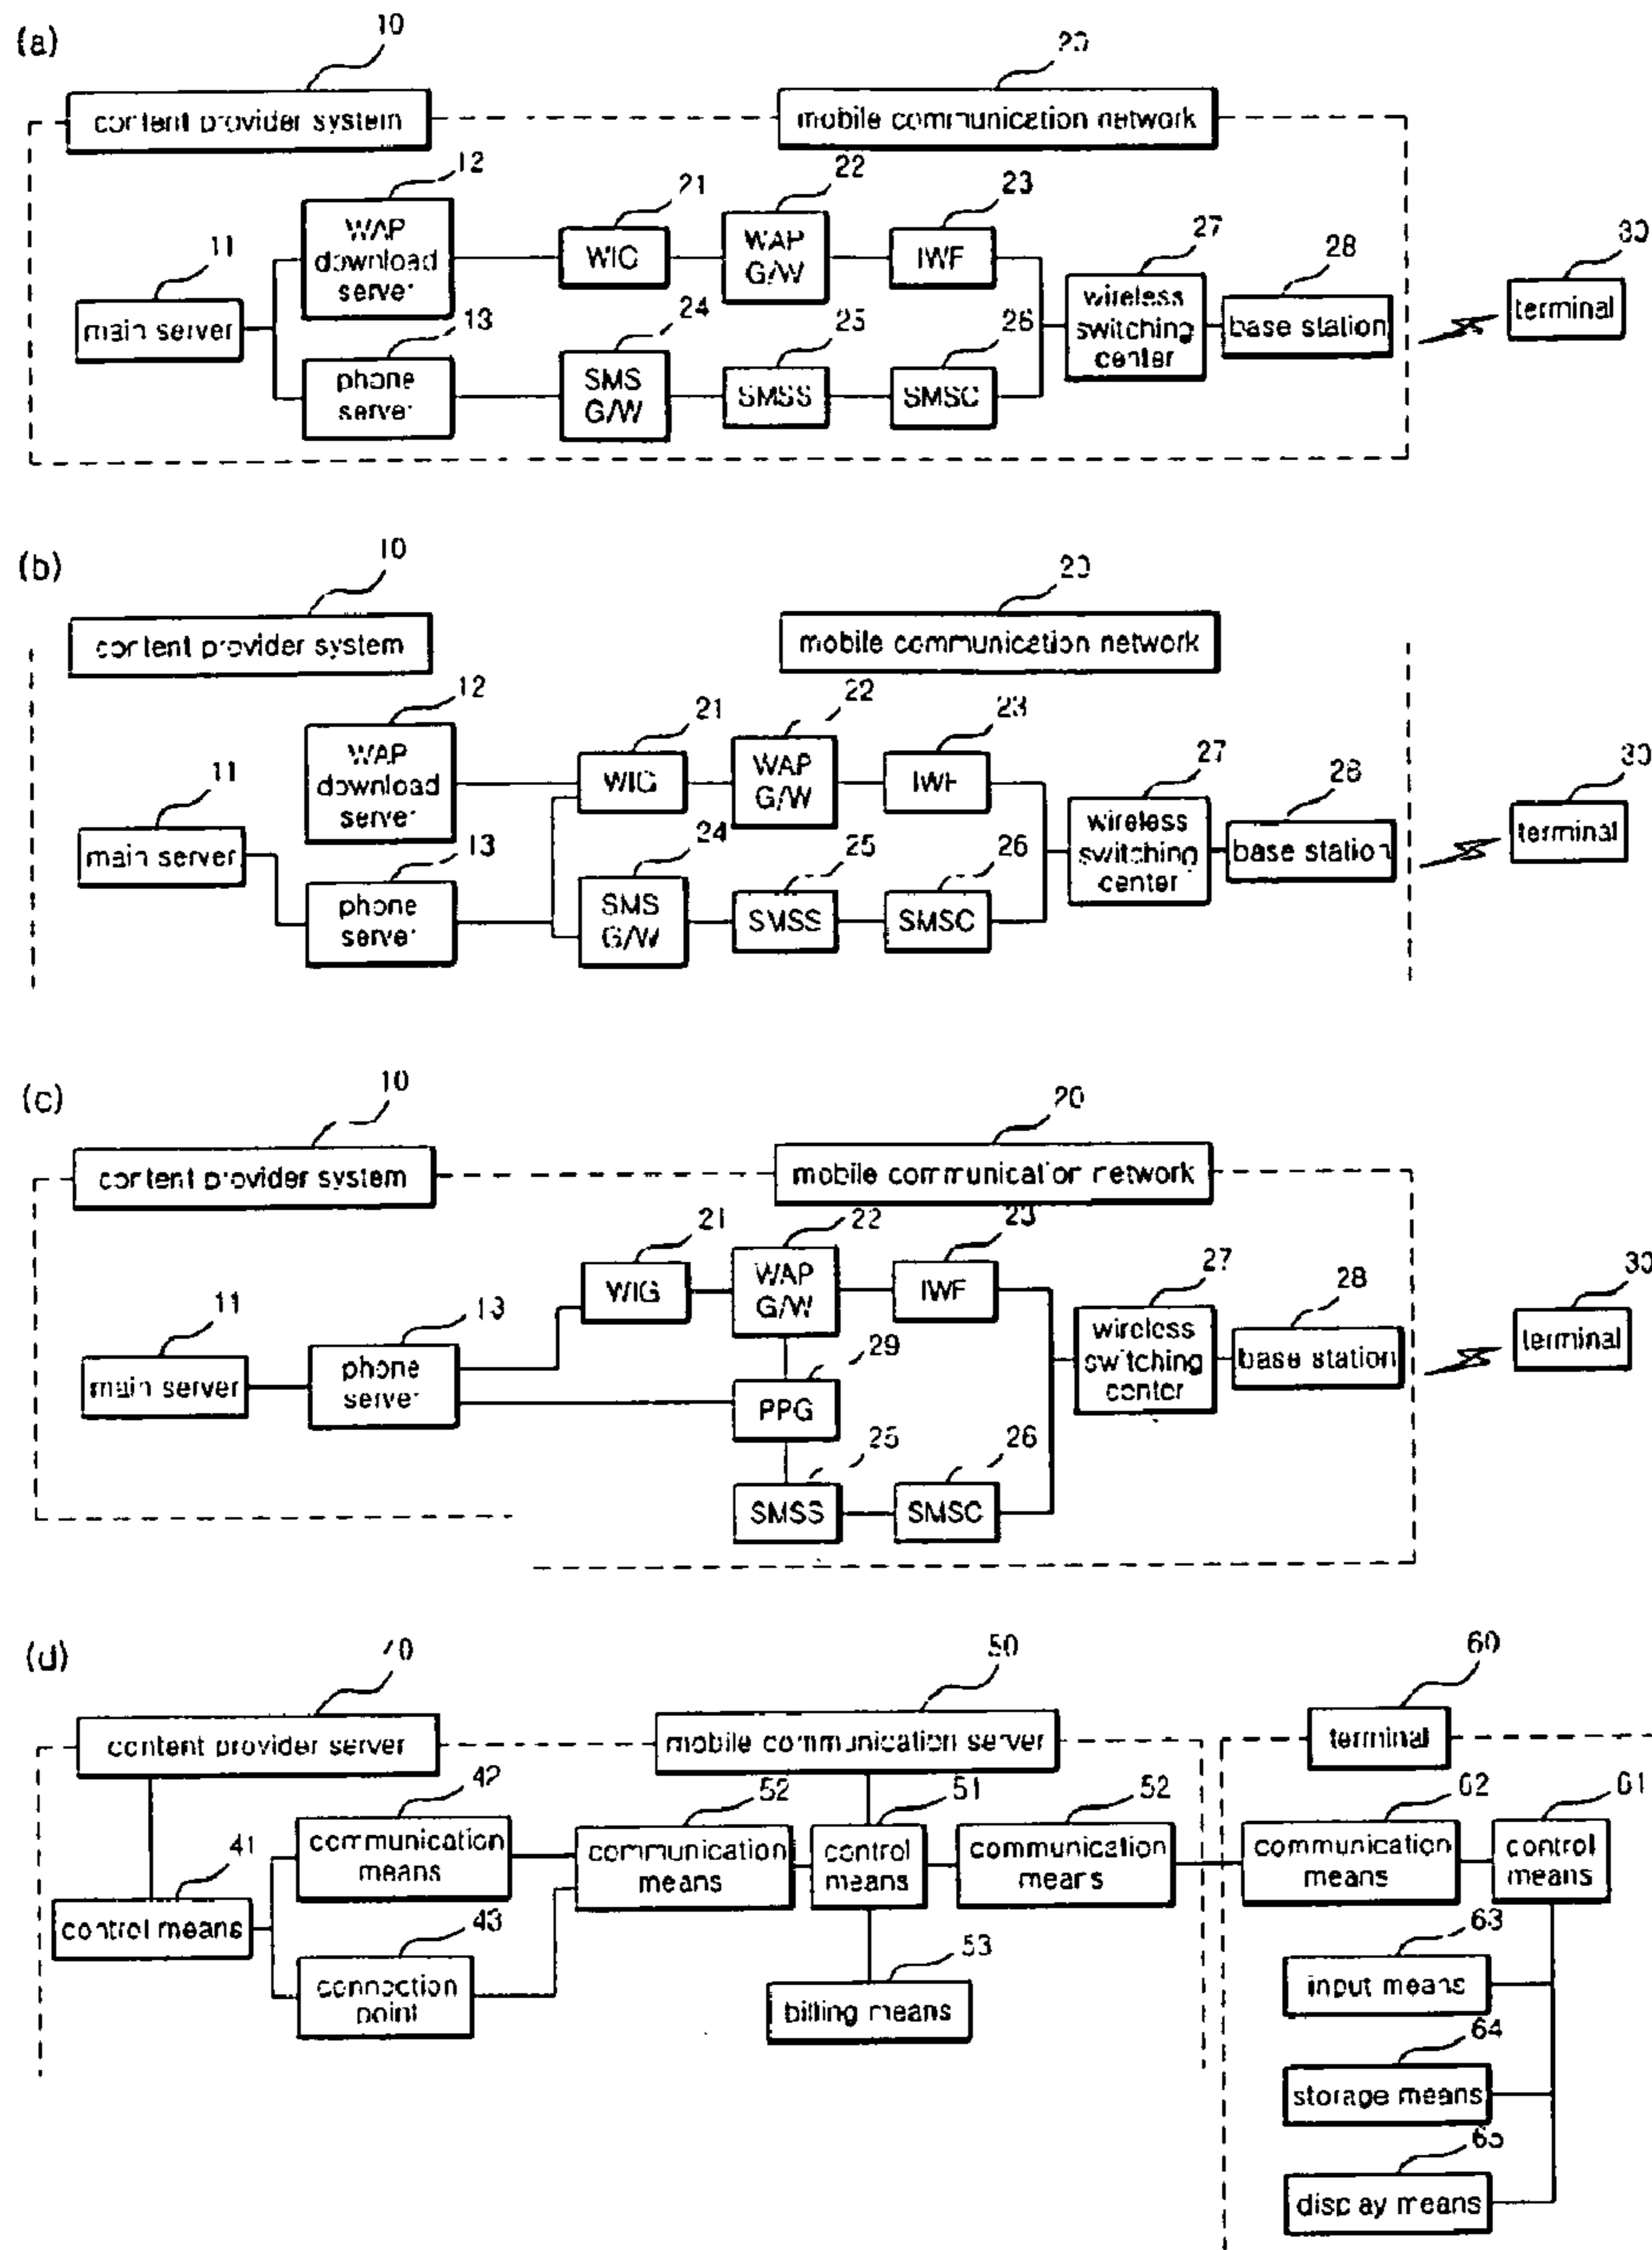 (a)
10
20
content provider system
mobile communication network
12
21
22
23
WAP
download
server
WIG
WAP
G/W
IWF
27
28
30
11
main server
wireless
switching
center
base station
terminal
13
24
25
26
phone
server
SMS
G/W
SMSS
SMSC
(b)
10
20
content provider system
mobile communication network
12
21
22
23
WAP
download
server
WIG
WAP
G/W
IWF
27
28
30
11
main server
wireless
switching
center
base station
terminal
13
24
25
26
phone
server
SMS
G/W
SMSS
SMSC
(c)
10
20
content provider system
mobile communication network
21
22
23
WIG
WAP
G/W
IWF
27
28
30
11
13
main server
phone
server
wireless
switching
center
base station
terminal
29
PPG
25
26
SMSS
SMSC
(d)
40
50
60
content provider server
mobile communication server
terminal
42
52
51
52
62
61
communication
means
communication
means
control
means
communication
means
communication
means
control
means
41
control means
43
connection
point
53
billing means
63
input means
64
storage means
65
display means